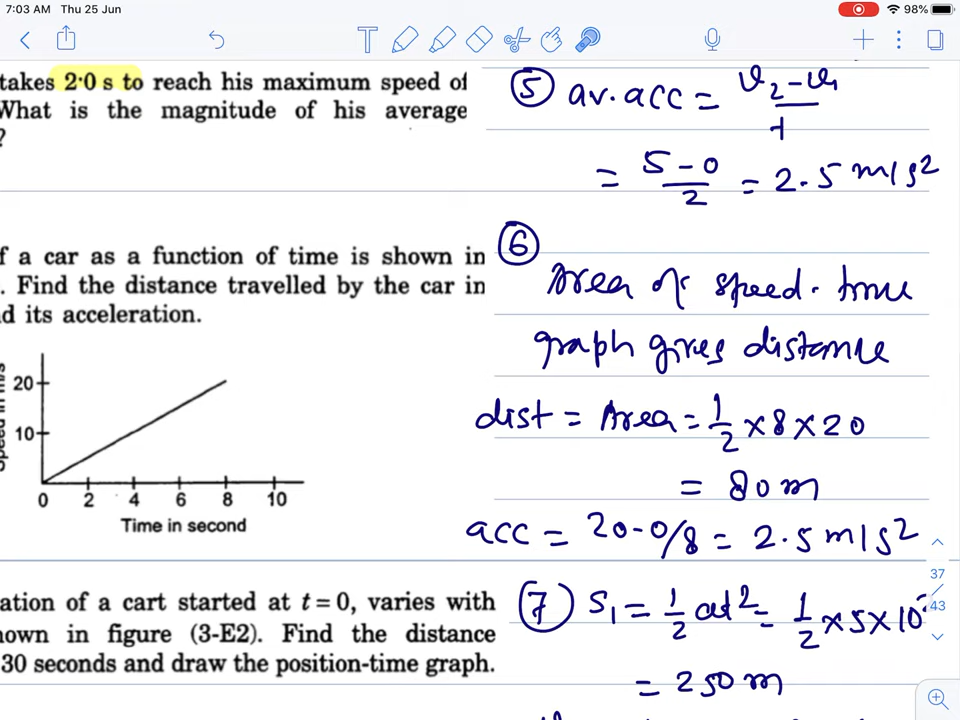 7:03 AM Thu 25 Jun
98%
takes 2·0 s to reach his maximum speed of
What is the magnitude of his average
?
f a car as a function of time is shown in
. Find the distance travelled by the car in
d its acceleration.
20
10
0 2 4 6 8 10
Time in second
ation of a cart started at t = 0, varies with
own in figure (3-E2). Find the distance
30 seconds and draw the position-time graph.
⑤ av. acc = v₂ - v₁
t
= 5 - 0 / 2 = 2.5 m/s²
⑥
Area of speed. time
graph gives distance
dist = Area = 1/2 × 8 × 20
= 80 m
acc = 20-0/8 = 2.5 m/s²
⑦ S₁ = 1/2 at² = 1/2 × 5 × 10
= 250 m
37
/
43